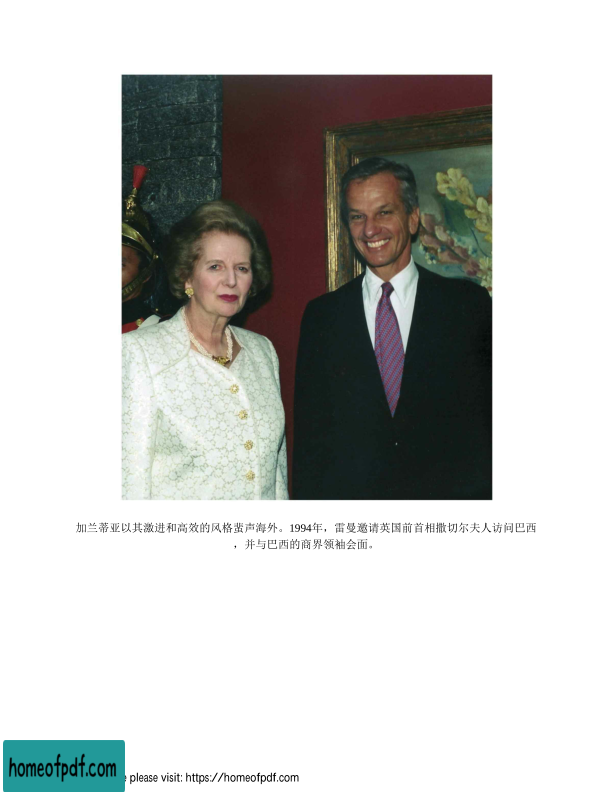 加兰蒂亚以其激进和高效的风格蜚声海外。1994年，雷曼邀请英国前首相撒切尔夫人访问巴西
，并与巴西的商界领袖会面。
homeofpdf.com
e please visit: https://homeofpdf.com